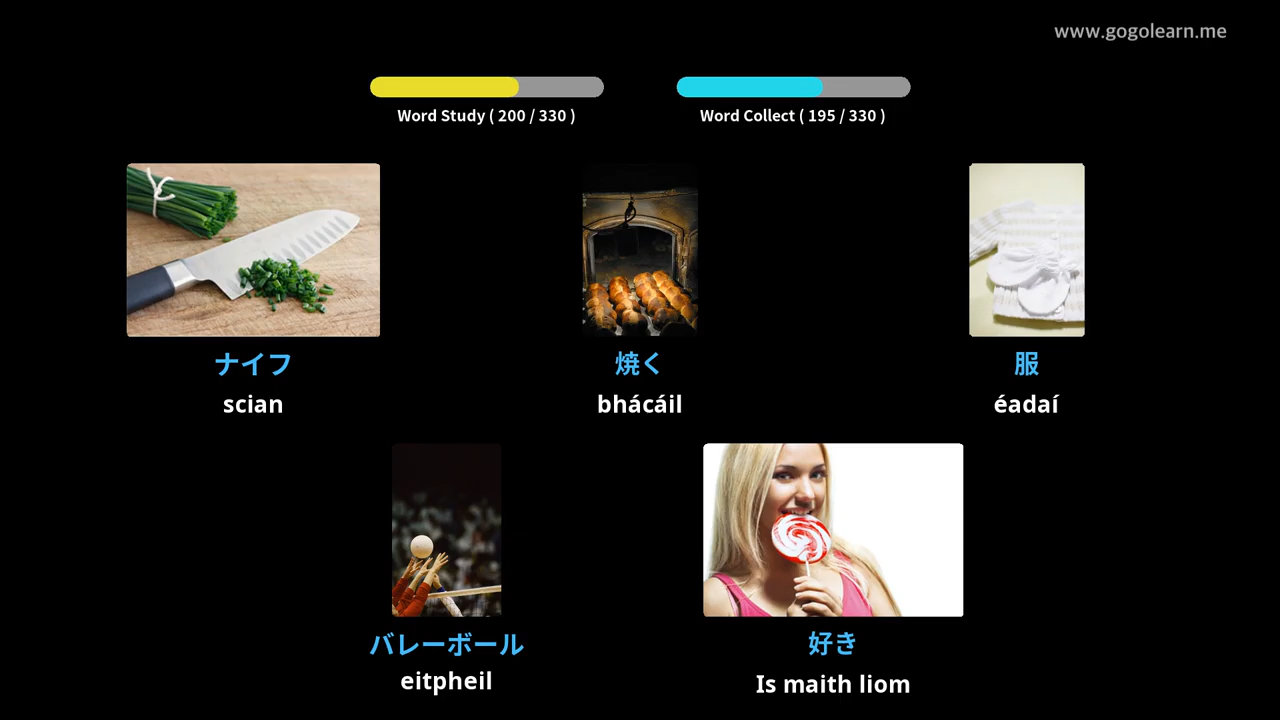 www.gogolearn.me
Word Study ( 200 / 330 )
Word Collect ( 195 / 330 )
ナイフ
scian
焼く
bhácáil
服
éadaí
バレーボール
eitpheil
好き
Is maith liom